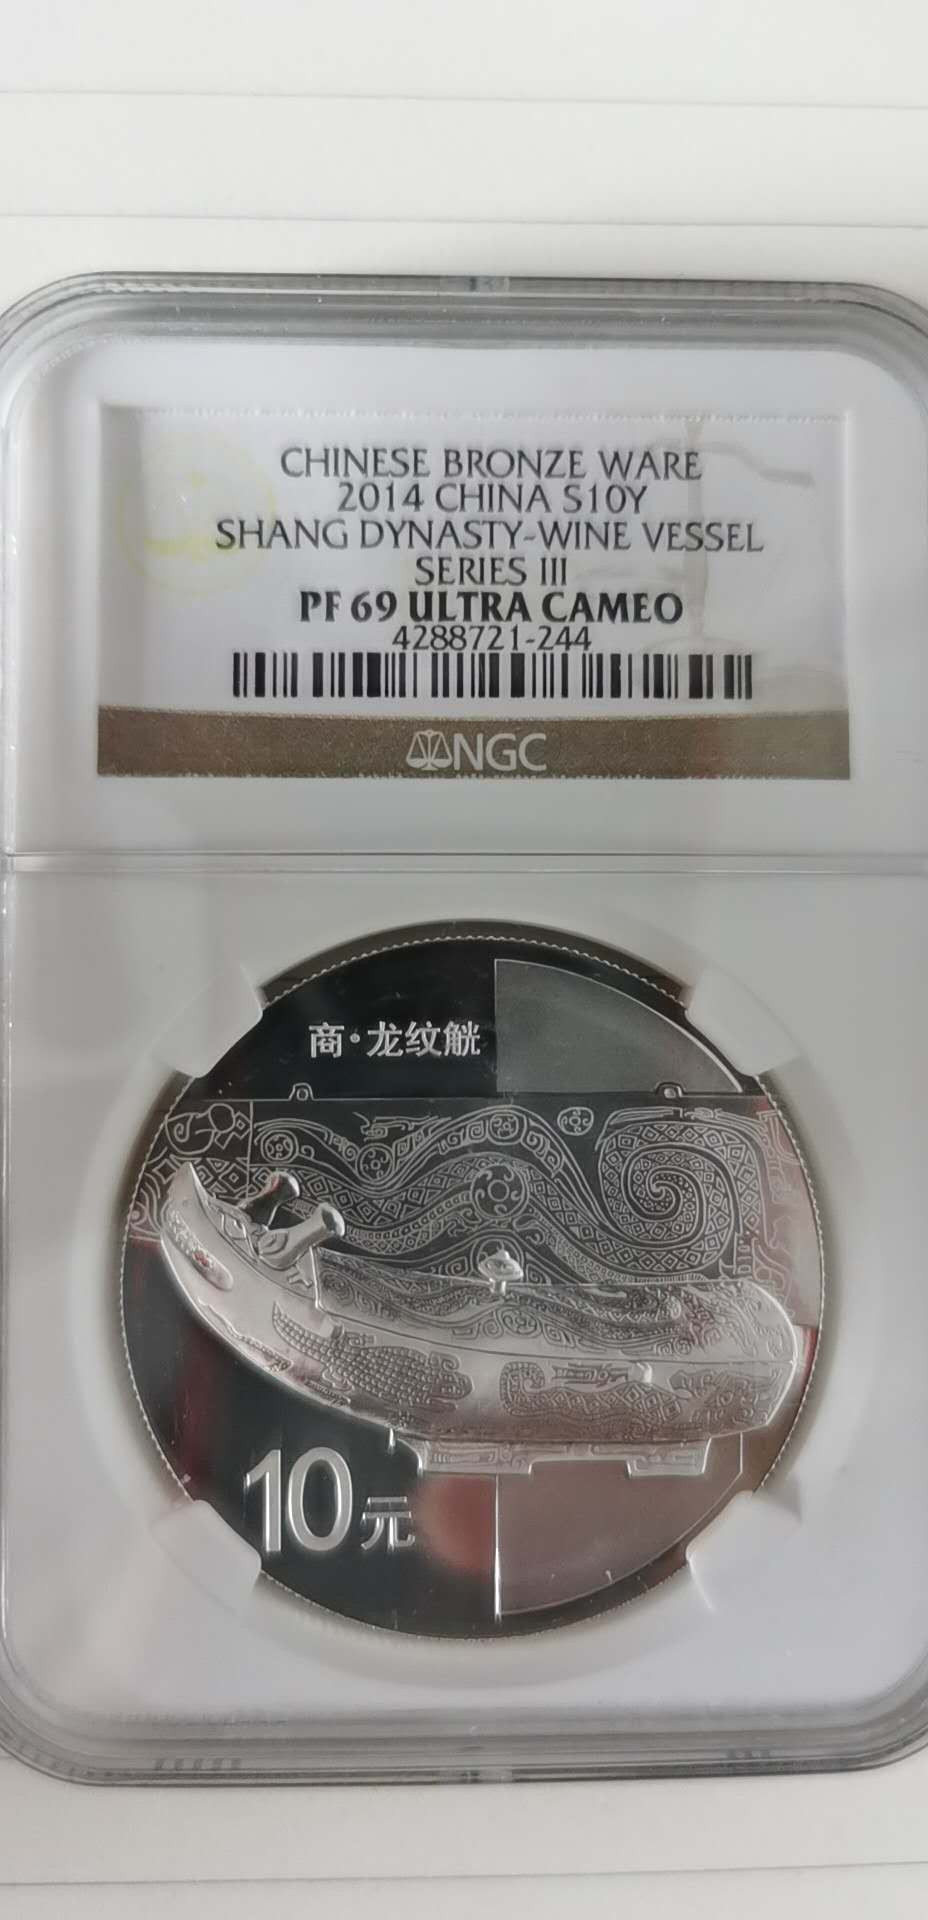 CHINESE BRONZE WARE
2014 CHINA S10Y
SHANG DYNASTY-WINE VESSEL
SERIES III
PF 69 ULTRA CAMEO
4288721-244
NGC
商·龙纹觥
10元